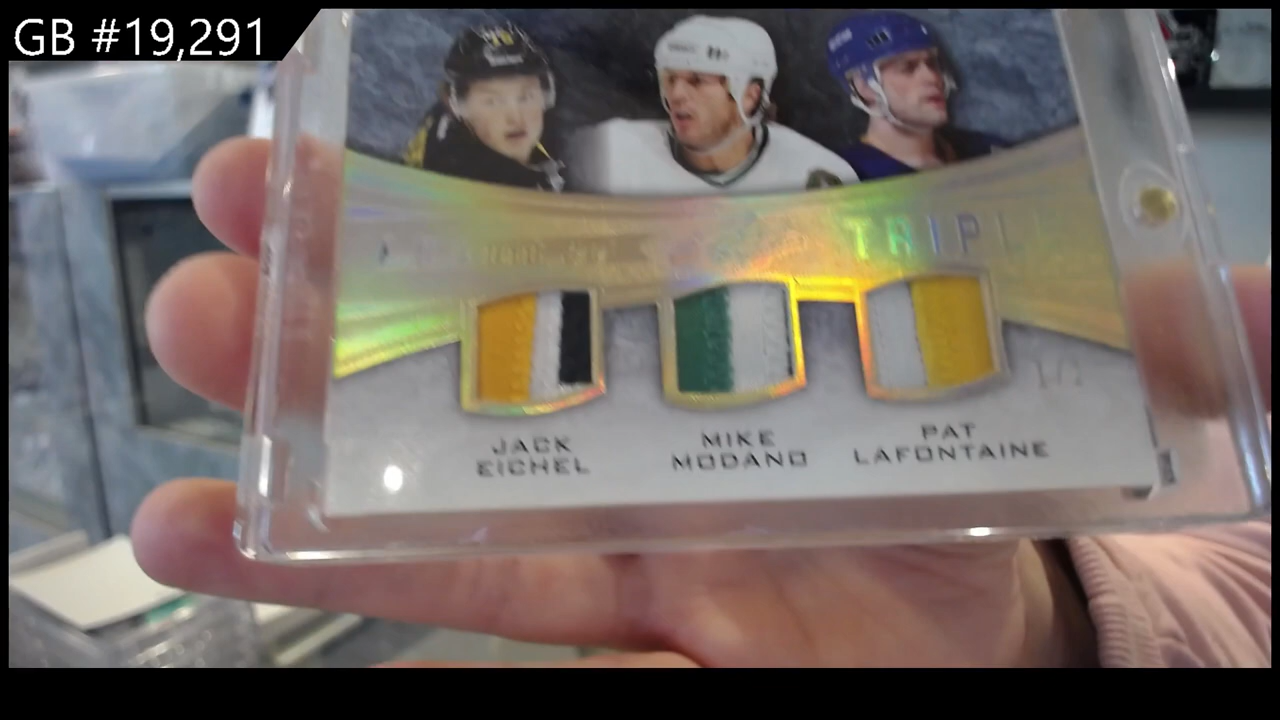 GB #19,291
TRIPL
JACK
EICHEL
MIKE
MODANO
PAT
LAFONTAINE